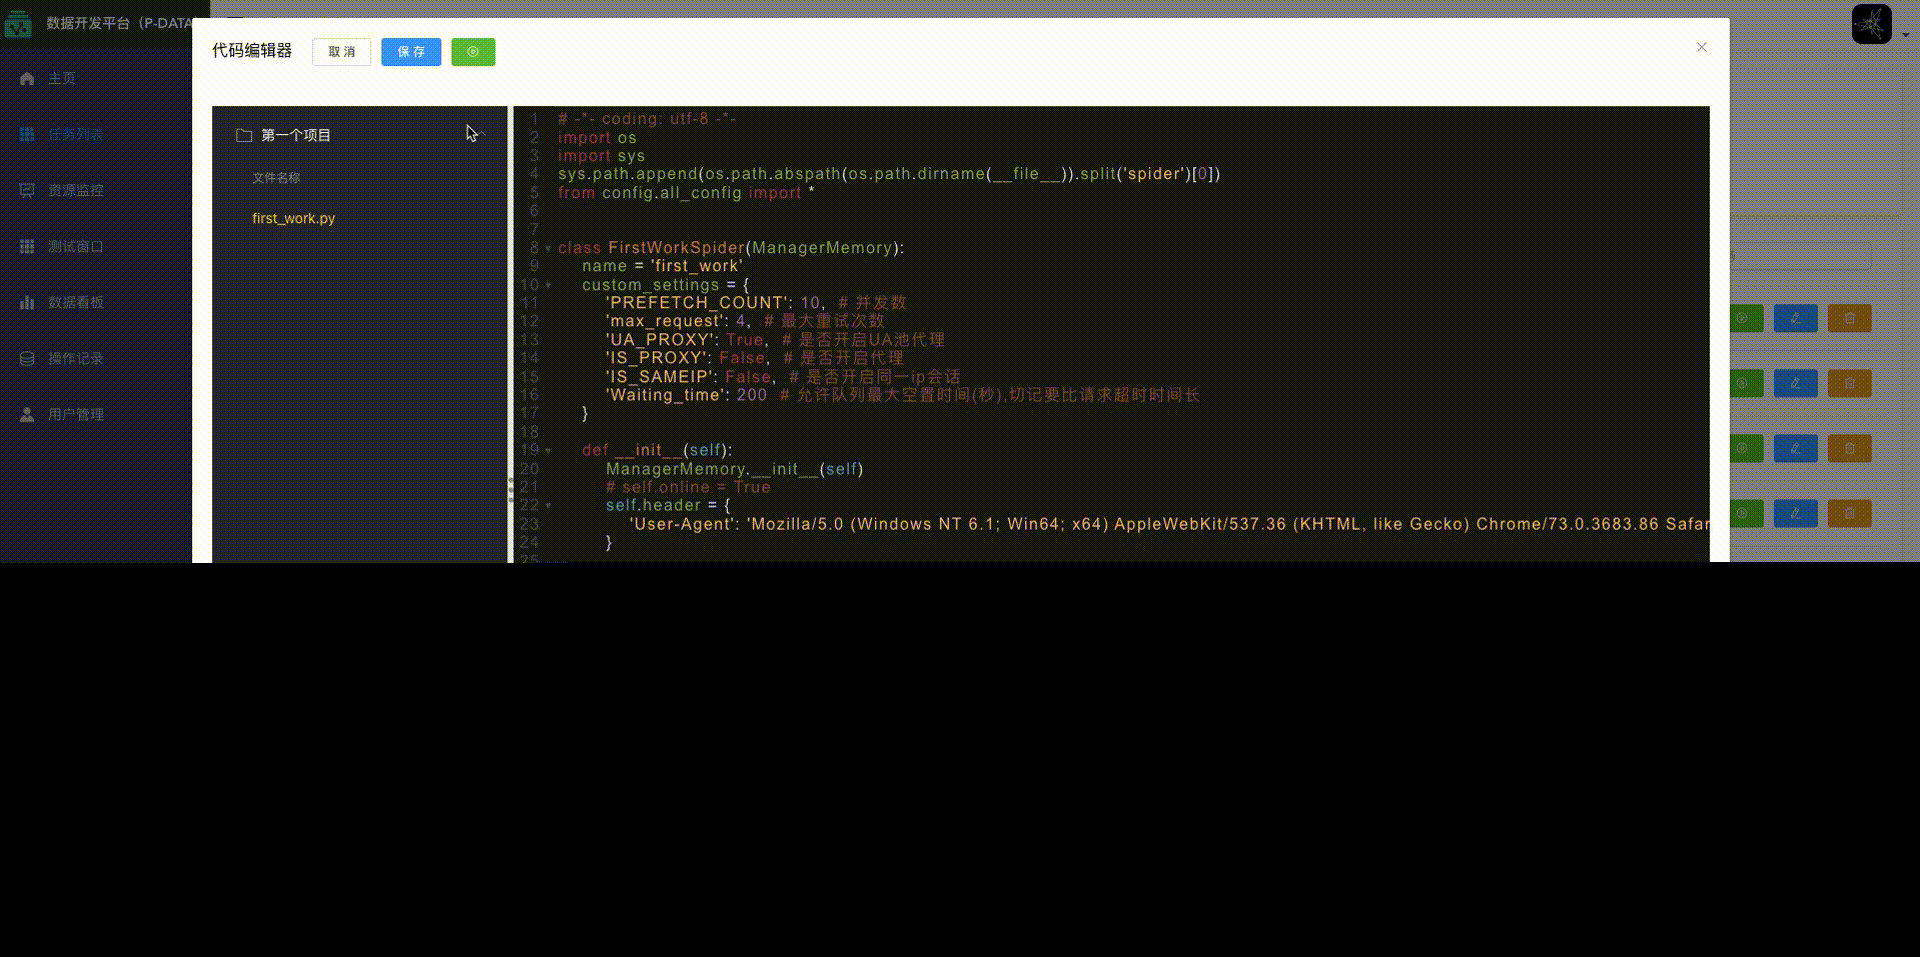 数据开发平台（P-DATA
主页
任务列表
资源监控
测试窗口
数据看板
操作记录
用户管理
代码编辑器
取 消
保 存
第一个项目
文件名称
first_work.py
1 # -*- coding: utf-8 -*-
2 import os
3 import sys
4 sys.path.append(os.path.abspath(os.path.dirname(__file__)).split('spider')[0])
5 from config.all_config import *
6
7
8 class FirstWorkSpider(ManagerMemory):
9 name = 'first_work'
10 custom_settings = {
11 'PREFETCH_COUNT': 10, # 并发数
12 'max_request': 4, # 最大重试次数
13 'UA_PROXY': True, # 是否开启UA池代理
14 'IS_PROXY': False, # 是否开启代理
15 'IS_SAMEIP': False, # 是否开启同一ip会话
16 'Waiting_time': 200 # 允许队列最大空置时间(秒),切记要比请求超时时间长
17 }
18
19 def __init__(self):
20 ManagerMemory.__init__(self)
21 # self.online = True
22 self.header = {
23 'User-Agent': 'Mozilla/5.0 (Windows NT 6.1; Win64; x64) AppleWebKit/537.36 (KHTML, like Gecko) Chrome/73.0.3683.86 Safar
24 }
25